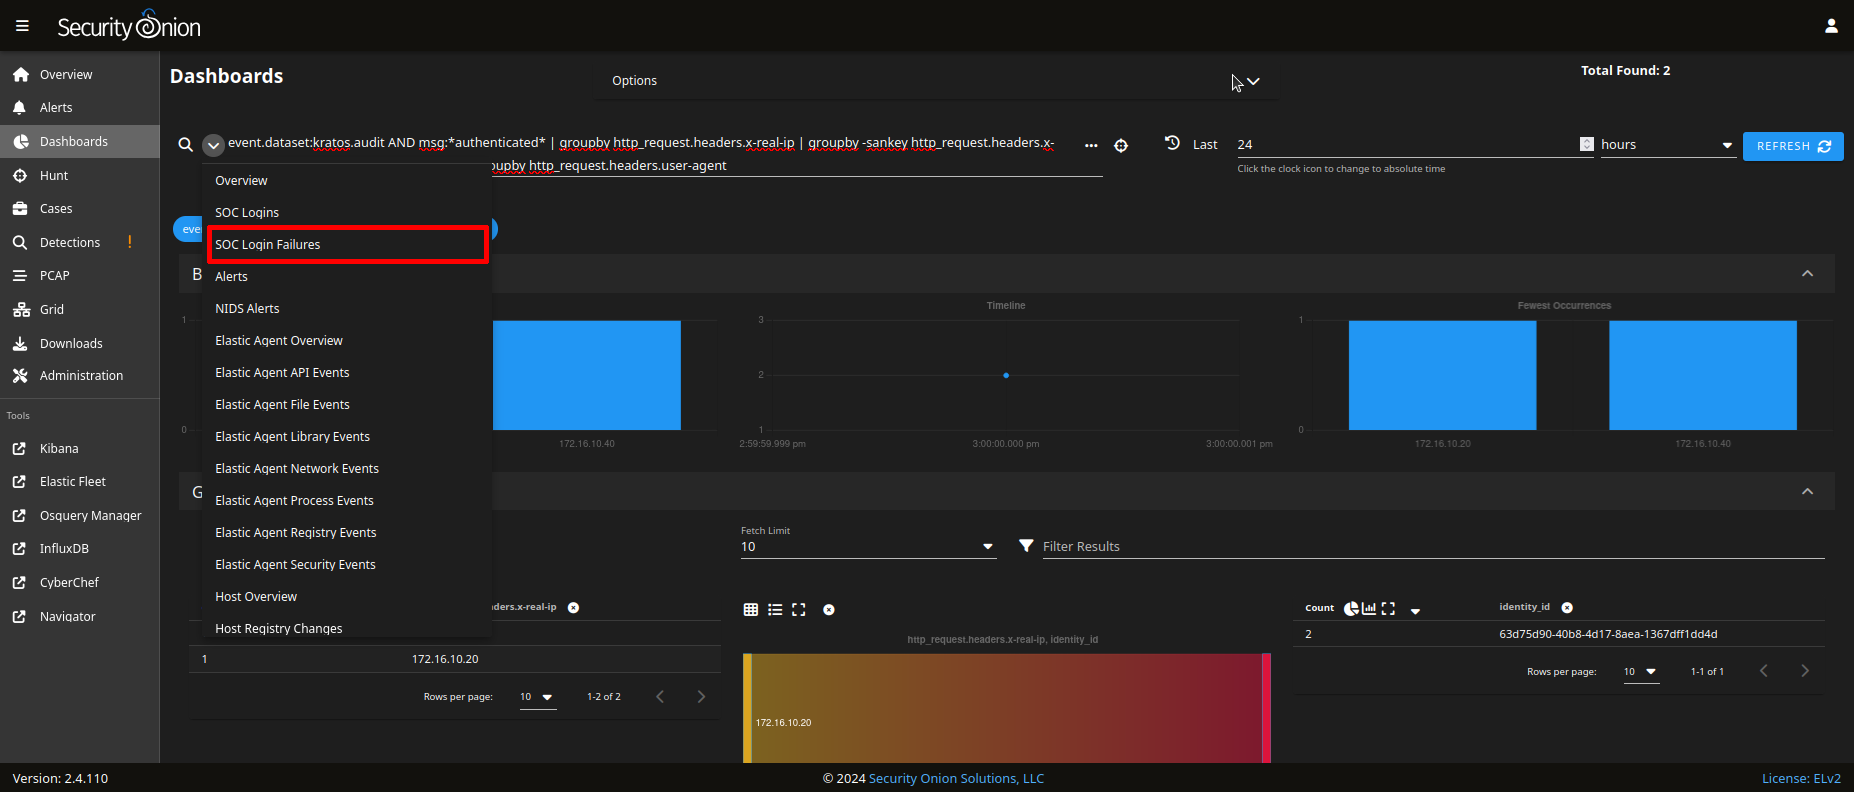 Security Onion
Overview
Alerts
Dashboards
Hunt
Cases
Detections !
PCAP
Grid
Downloads
Administration
Tools
Kibana
Elastic Fleet
Osquery Manager
InfluxDB
CyberChef
Navigator
Dashboards
Options
Total Found: 2
event.dataset:kratos.audit AND msg:*authenticated* | groupby http_request.headers.x-real-ip | groupby -sankey http_request.headers.x-
oupby http_request.headers.user-agent
Last 24 hours
REFRESH
Click the clock icon to change to absolute time
Overview
SOC Logins
SOC Login Failures
Alerts
NIDS Alerts
Elastic Agent Overview
Elastic Agent API Events
Elastic Agent File Events
Elastic Agent Library Events
Elastic Agent Network Events
Elastic Agent Process Events
Elastic Agent Registry Events
Elastic Agent Security Events
Host Overview
Host Registry Changes
eve
B
1
0
172.16.10.40
Timeline
3
2
1
2:59:59.999 pm 3:00:00.000 pm 3:00:00.001 pm
Fewest Occurrences
1
0
172.16.10.20 172.16.10.40
G
Fetch Limit
10
Filter Results
aders.x-real-ip
1 172.16.10.20
Rows per page: 10 1-2 of 2
http_request.headers.x-real-ip, identity_id
172.16.10.20
Count identity_id
2 63d75d90-40b8-4d17-8aea-1367dff1dd4d
Rows per page: 10 1-1 of 1
Version: 2.4.110
© 2024 Security Onion Solutions, LLC
License: ELv2